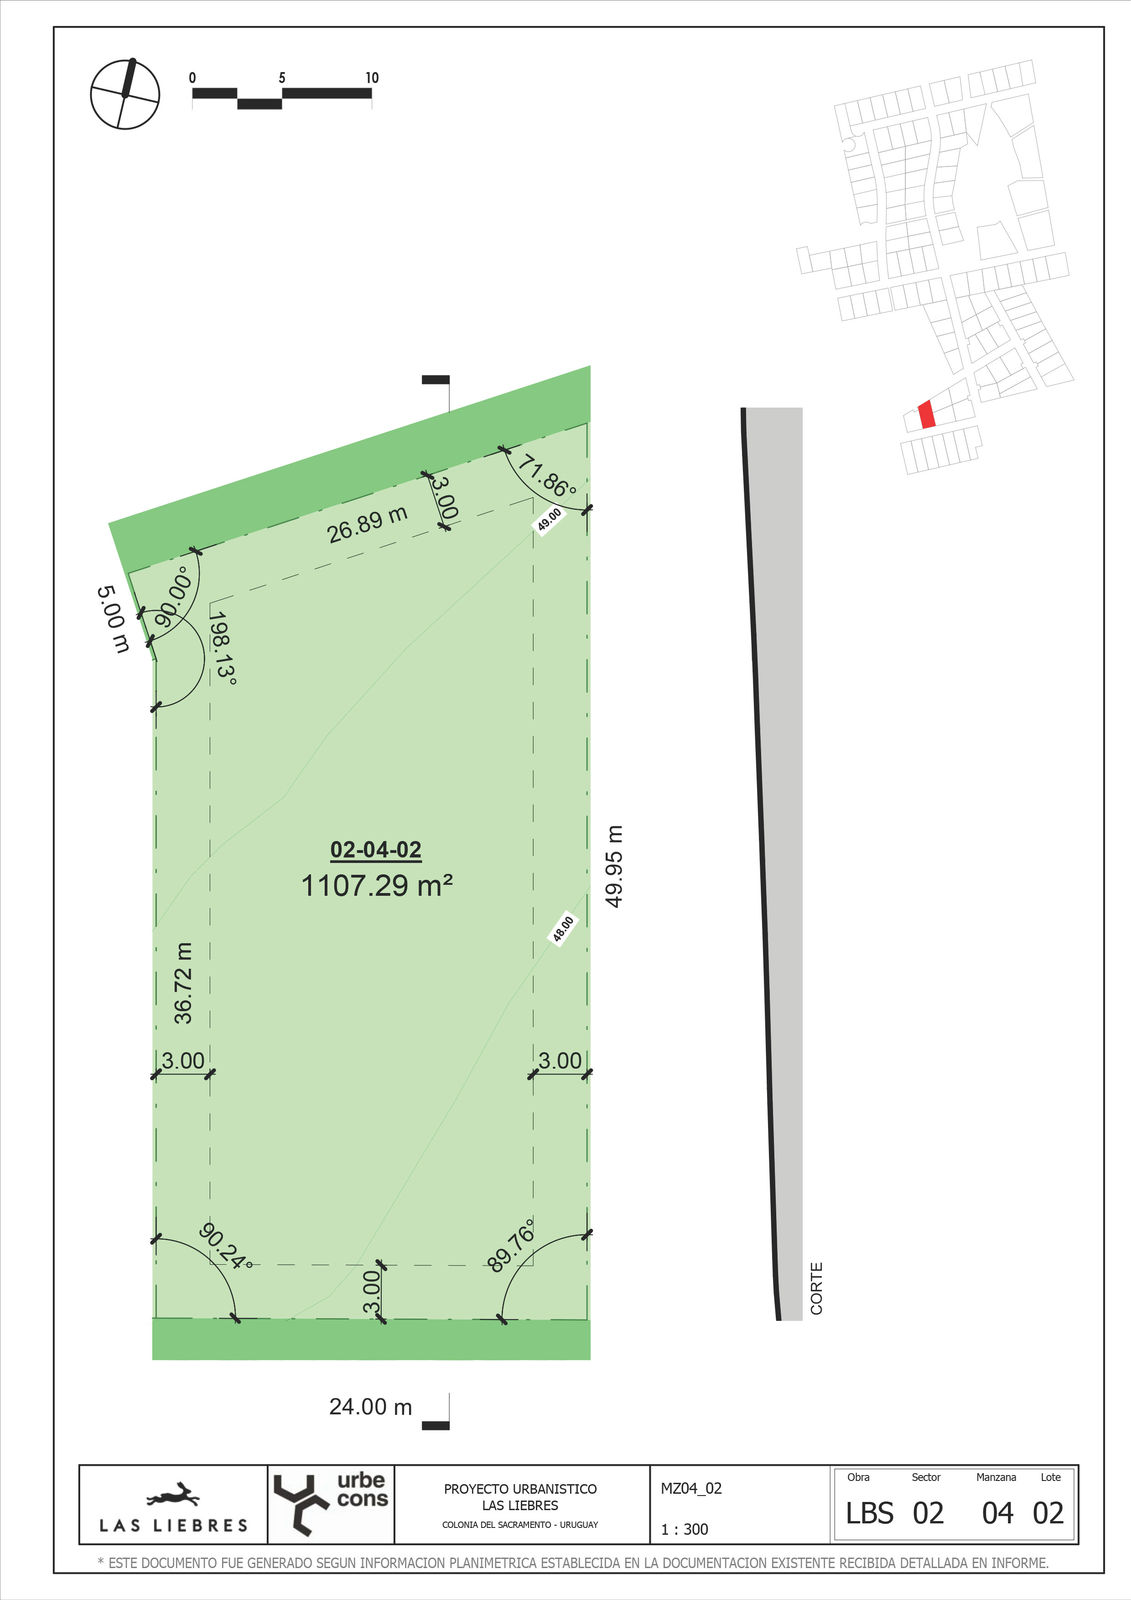 0 5 10
71.86°
3.00
49.00
26.89 m
90.00°
5.00 m
198.13°
02-04-02
1107.29 m²
49.95 m
48.00
36.72 m
3.00
3.00
90.24°
89.76°
3.00
CORTE
24.00 m
LAS LIEBRES
urbe
cons
PROYECTO URBANISTICO
LAS LIEBRES
COLONIA DEL SACRAMENTO - URUGUAY
MZ04_02
1 : 300
Obra Sector Manzana Lote
LBS 02 04 02
* ESTE DOCUMENTO FUE GENERADO SEGUN INFORMACION PLANIMETRICA ESTABLECIDA EN LA DOCUMENTACION EXISTENTE RECIBIDA DETALLADA EN INFORME.